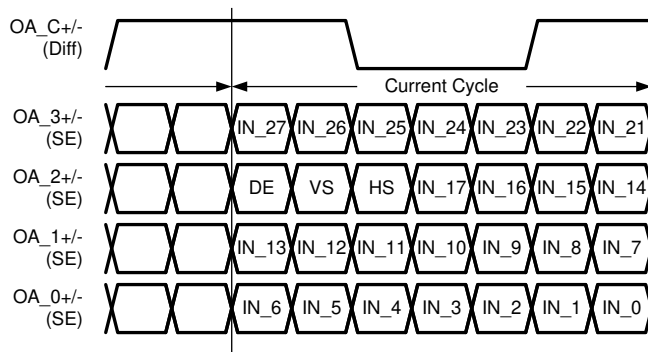 OA_C+/-
(Diff)
Current Cycle
OA_3+/-
(SE)
IN_27 IN_26 IN_25 IN_24 IN_23 IN_22 IN_21
OA_2+/-
(SE)
DE VS HS IN_17 IN_16 IN_15 IN_14
OA_1+/-
(SE)
IN_13 IN_12 IN_11 IN_10 IN_9 IN_8 IN_7
OA_0+/-
(SE)
IN_6 IN_5 IN_4 IN_3 IN_2 IN_1 IN_0